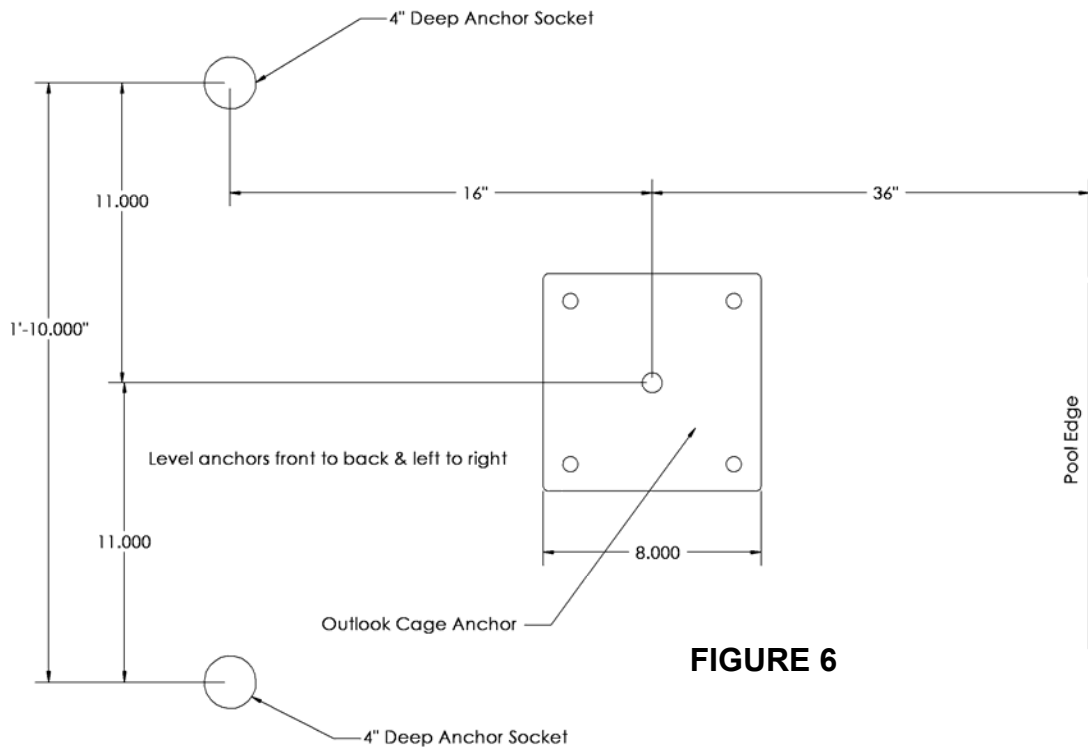 4" Deep Anchor Socket
16"
36"
11.000
1'-10.000"
Pool Edge
Level anchors front to back & left to right
11.000
8.000
Outlook Cage Anchor
FIGURE 6
4" Deep Anchor Socket